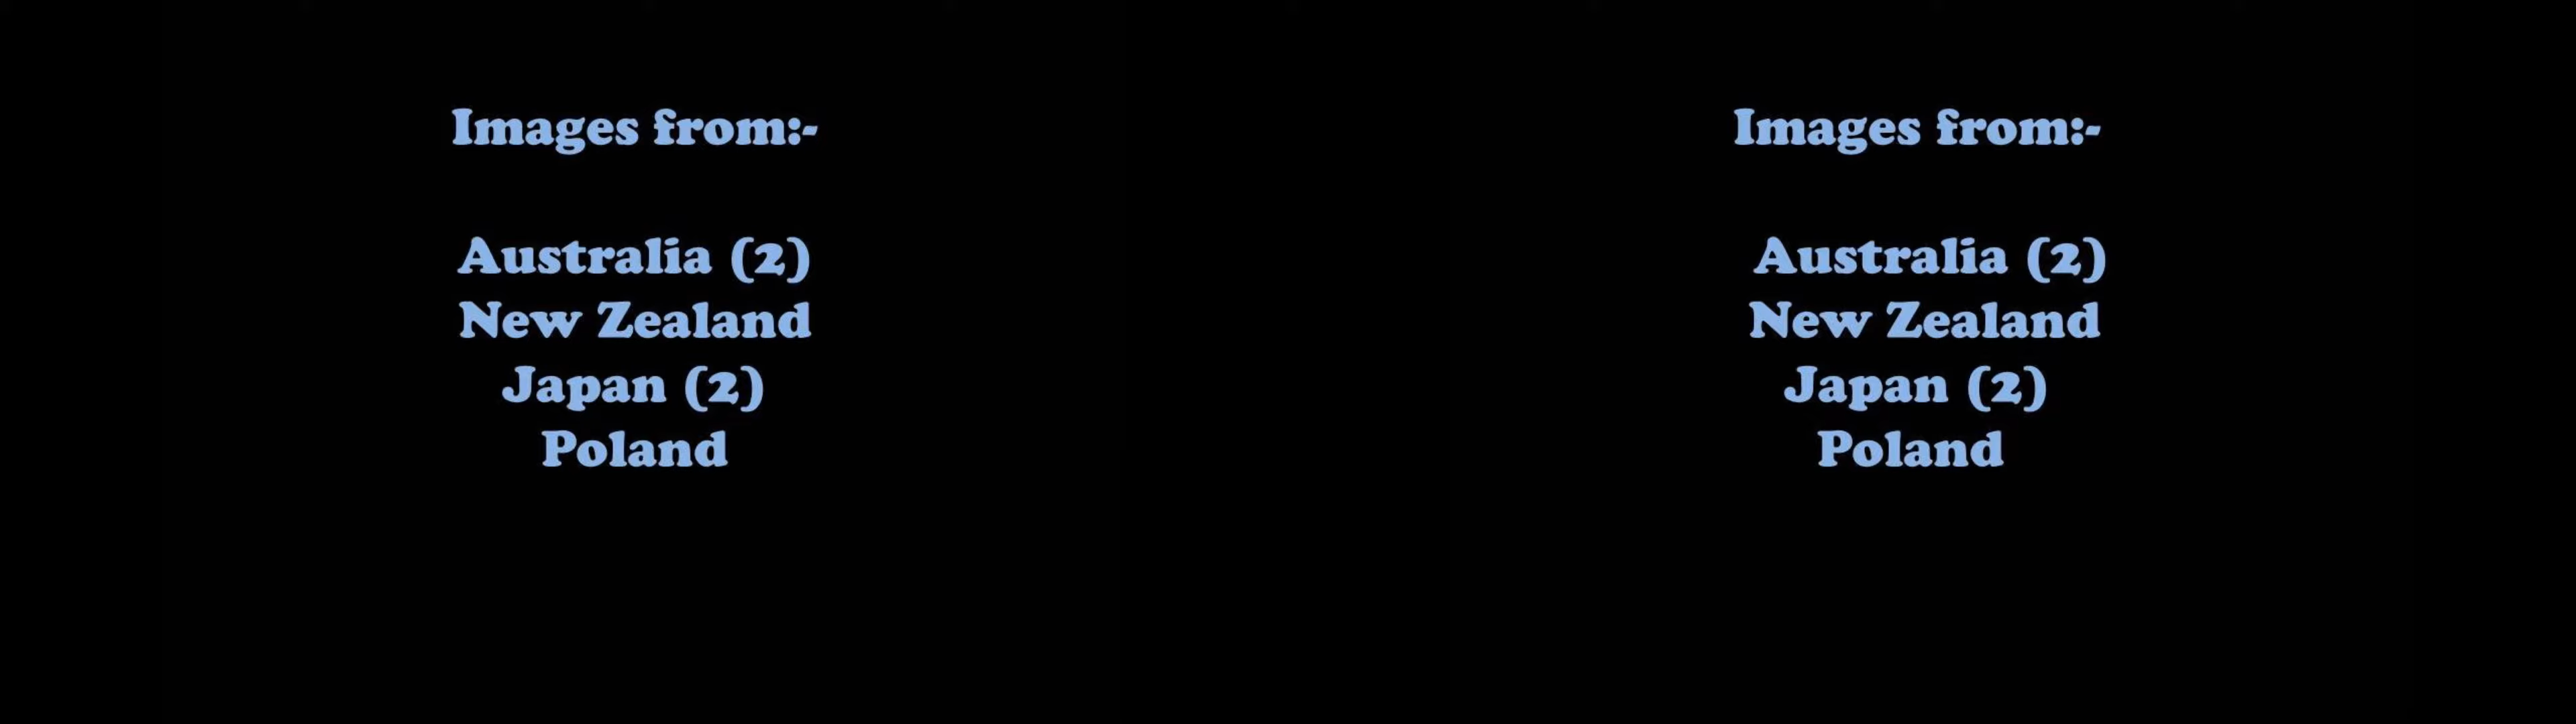 Images from:-
Australia (2)
New Zealand
Japan (2)
Poland
Images from:-
Australia (2)
New Zealand
Japan (2)
Poland